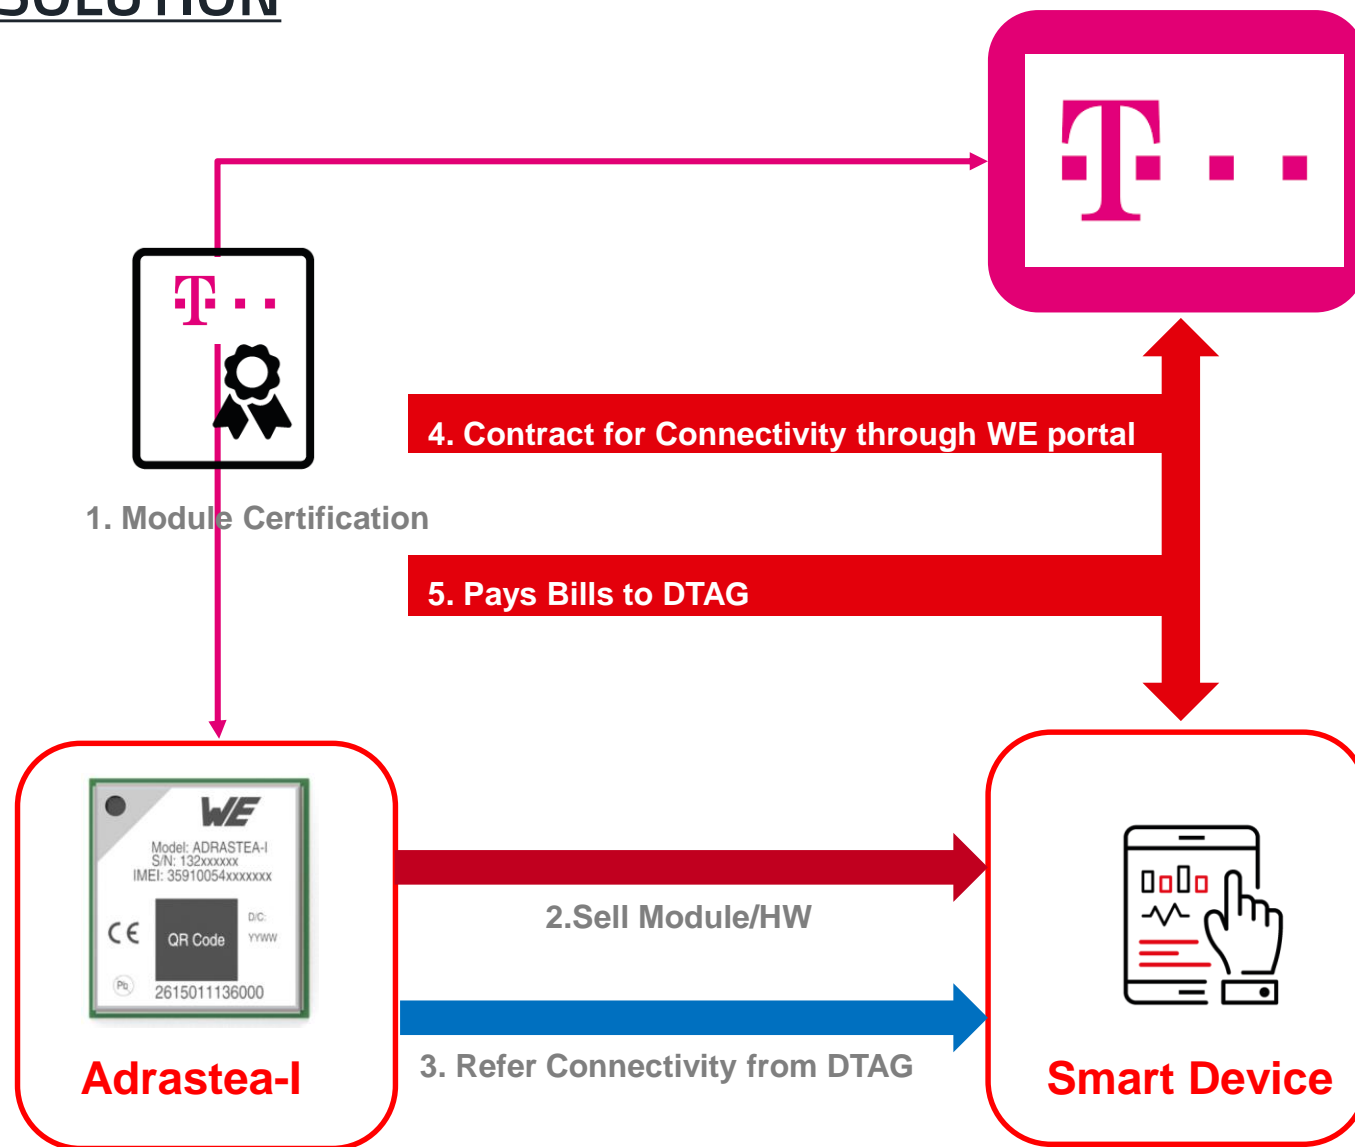 SOLUTION
T
T
1. Module Certification
4. Contract for Connectivity through WE portal
5. Pays Bills to DTAG
WE
Model: ADRASTEA-I
S/N: 132xxxxxx
IMEI: 35910054xxxxxxx
CE
QR Code
D/C:
YYWW
Pb
2615011136000
Adrastea-I
2.Sell Module/HW
3. Refer Connectivity from DTAG
Smart Device